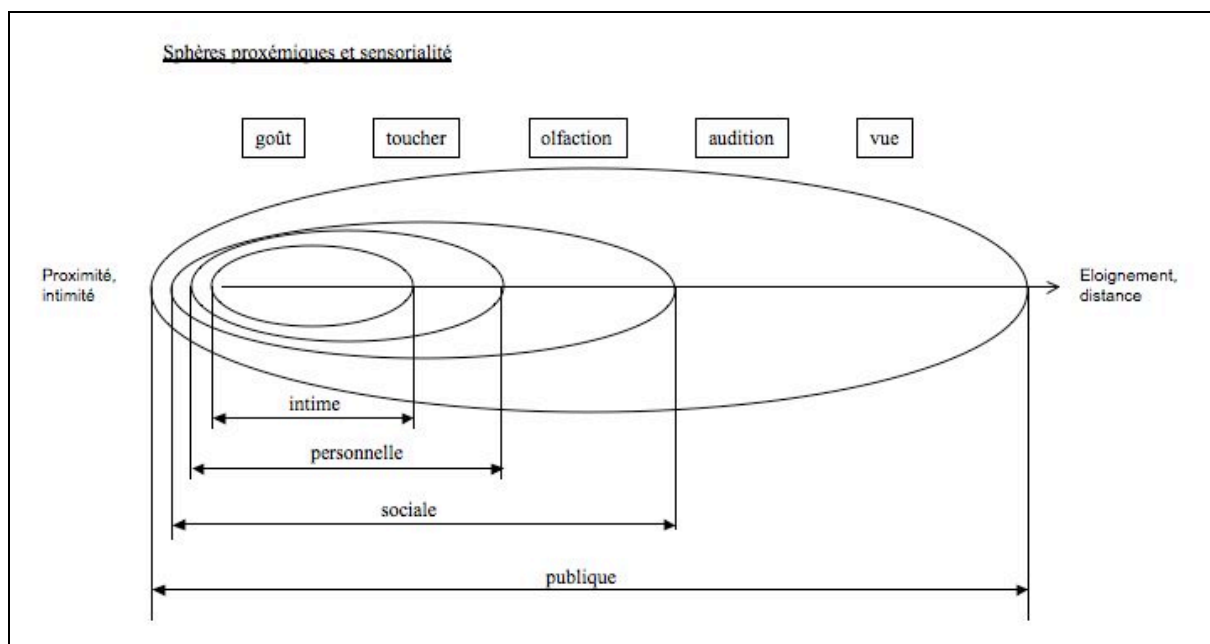 Sphères proxémiques et sensorialité
goût
toucher
olfaction
audition
vue
Proximité,
intimité
Eloignement,
distance
intime
personnelle
sociale
publique